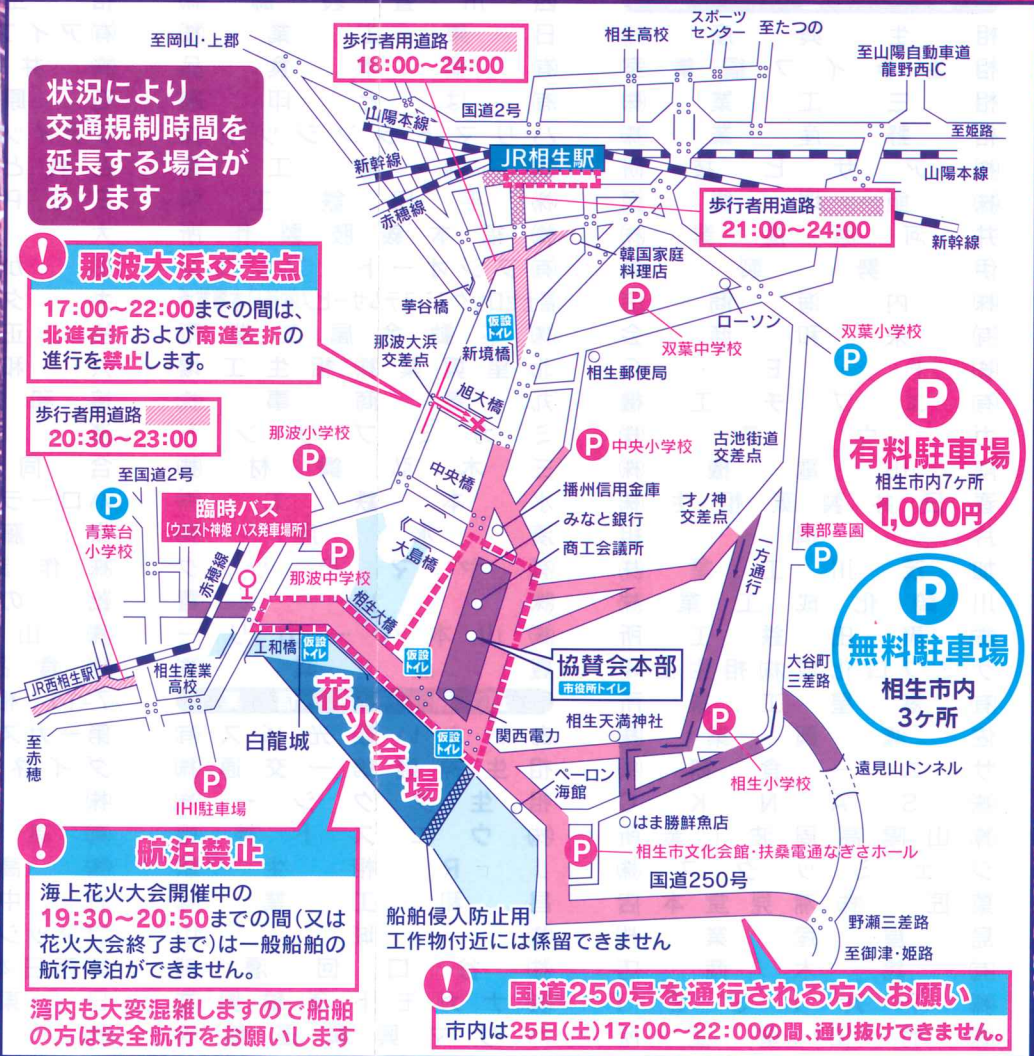 状況により
交通規制時間を
延長する場合が
あります
至岡山・上郡
歩行者用道路
18:00〜24:00
相生高校
スポーツ
センター
至たつの
至山陽自動車道
龍野西IC
国道2号
山陽本線
至姫路
JR相生駅
新幹線
赤穂線
山陽本線
歩行者用道路
21:00〜24:00
新幹線
! 那波大浜交差点
17:00〜22:00までの間は、
北進右折および南進左折の
進行を禁止します。
韓国家庭
料理店
P
双葉中学校
ローソン
双葉小学校
P
苧谷橋
仮設
トイレ
那波大浜
交差点
新境橋
相生郵便局
旭大橋
歩行者用道路
20:30〜23:00
那波小学校
P
P 中央小学校
古池街道
交差点
P
有料駐車場
相生市内7ヶ所
1,000円
至国道2号
P
青葉台
小学校
臨時バス
【ウエスト神姫 バス発車場所】
中央橋
播州信用金庫
みなと銀行
商工会議所
才ノ神
交差点
一方通行
東部墓園
P
大島橋
P
那波中学校
赤穂線
相生大橋
P
無料駐車場
相生市内
3ヶ所
工和橋
仮設
トイレ
仮設
トイレ
協賛会本部
市役所トイレ
大谷町
三差路
JR西相生駅
相生産業
高校
花火会場
白龍城
仮設
トイレ
関西電力
相生天満神社
P
相生小学校
遠見山トンネル
至赤穂
P
IHI駐車場
ペーロン
海館
はま勝鮮魚店
P 相生市文化会館・扶桑電通なぎさホール
国道250号
! 航泊禁止
海上花火大会開催中の
19:30〜20:50までの間(又は
花火大会終了まで)は一般船舶の
航行停泊ができません。
湾内も大変混雑しますので船舶
の方は安全航行をお願いします
船舶侵入防止用
工作物付近には係留できません
野瀬三差路
至御津・姫路
! 国道250号を通行される方へお願い
市内は25日(土)17:00〜22:00の間、通り抜けできません。